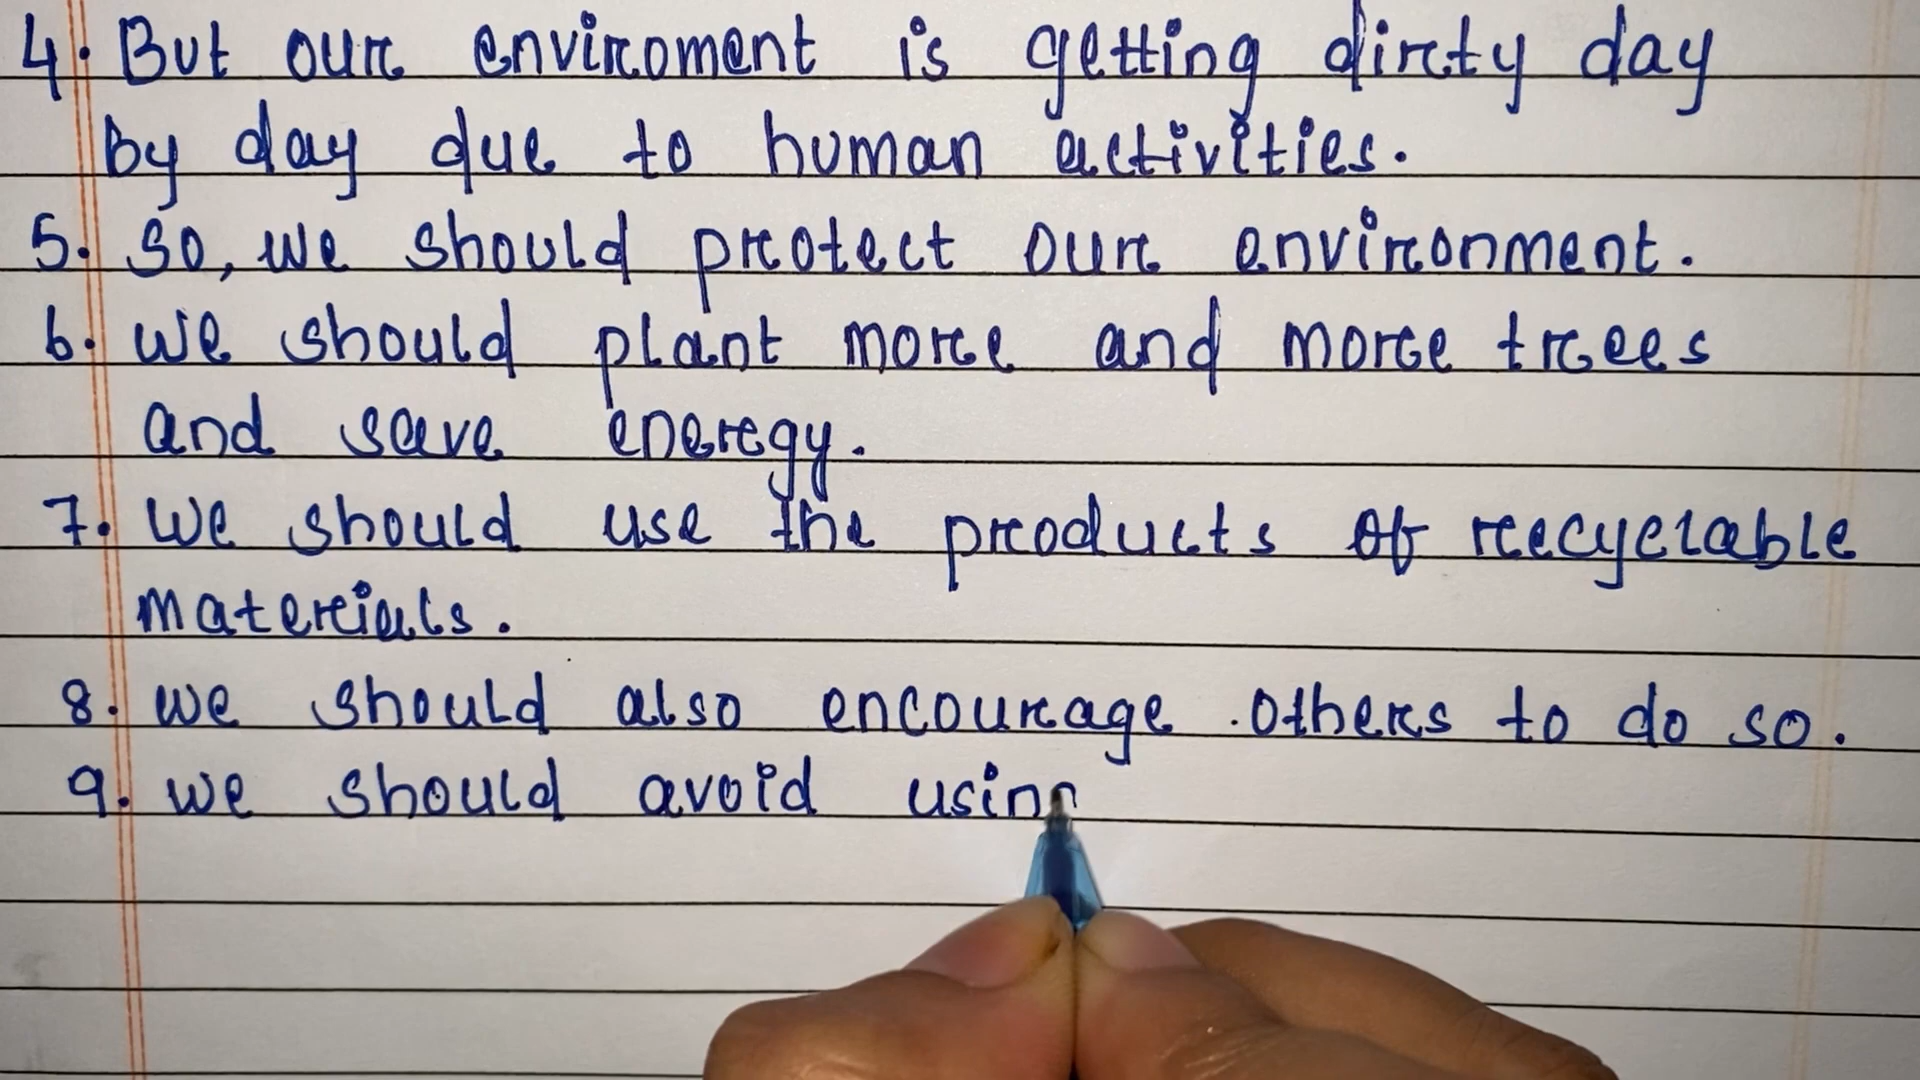 4. But our enviroment is getting dirty day
by day due to human activities.
5. So, we should protect our environment.
6. we should plant more and more trees
and save energy.
7. we should use the products of recyclable
materials.
8. we should also encourage others to do so.
9. we should avoid using